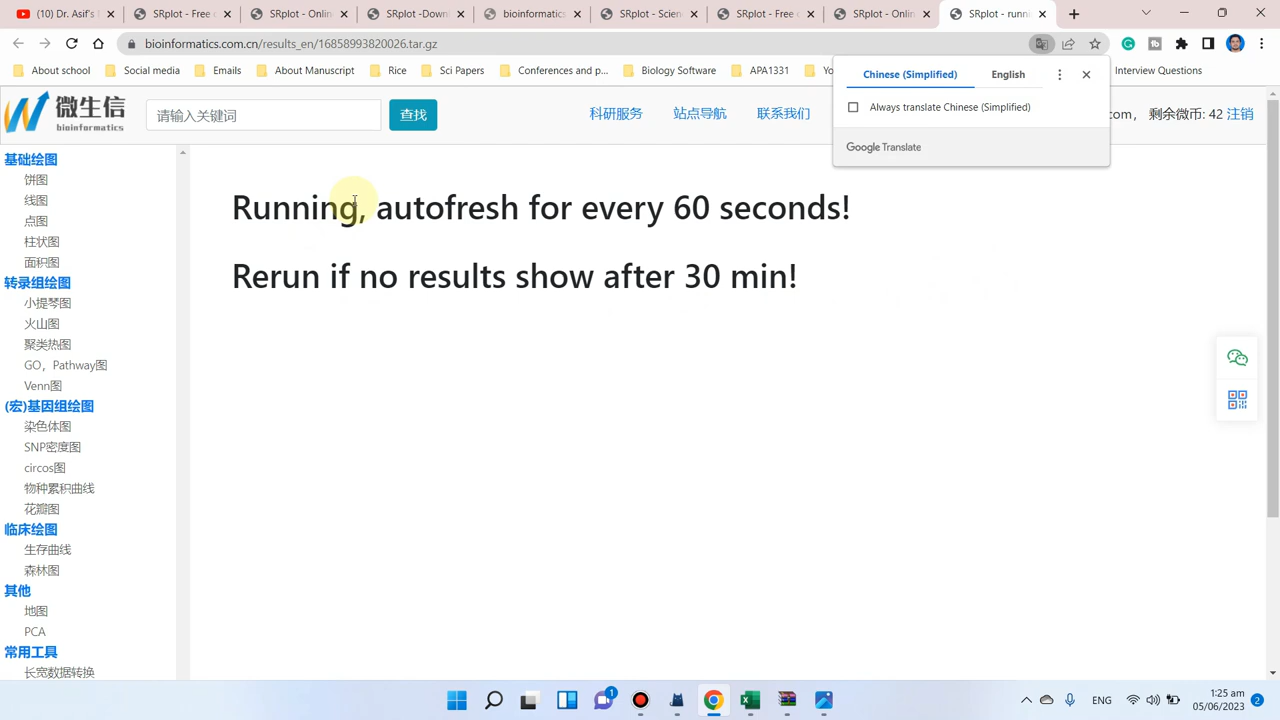 (10) Dr. Asif's l
SRplot - Free c
SRplot - Onlin
SRplot -Down
bioinformatics
SRplot - Scien
SRplot - Free c
SRplot - Onlin
SRplot - runni
bioinformatics.com.cn/results_en/16858993820026.tar.gz
About school
Social media
Emails
About Manuscript
Rice
Sci Papers
Conferences and p...
Biology Software
APA1331
Yo
Interview Questions
Chinese (Simplified)
English
Always translate Chinese (Simplified)
Google Translate
微生信
bioinformatics
请输入关键词
查找
科研服务
站点导航
联系我们
com， 剩余微币: 42 注销
基础绘图
饼图
线图
点图
柱状图
面积图
转录组绘图
小提琴图
火山图
聚类热图
GO，Pathway图
Venn图
(宏)基因组绘图
染色体图
SNP密度图
circos图
物种累积曲线
花瓣图
临床绘图
生存曲线
森林图
其他
地图
PCA
常用工具
长宽数据转换
Running, autofresh for every 60 seconds!
Rerun if no results show after 30 min!
1
ENG
1:25 am
05/06/2023
2